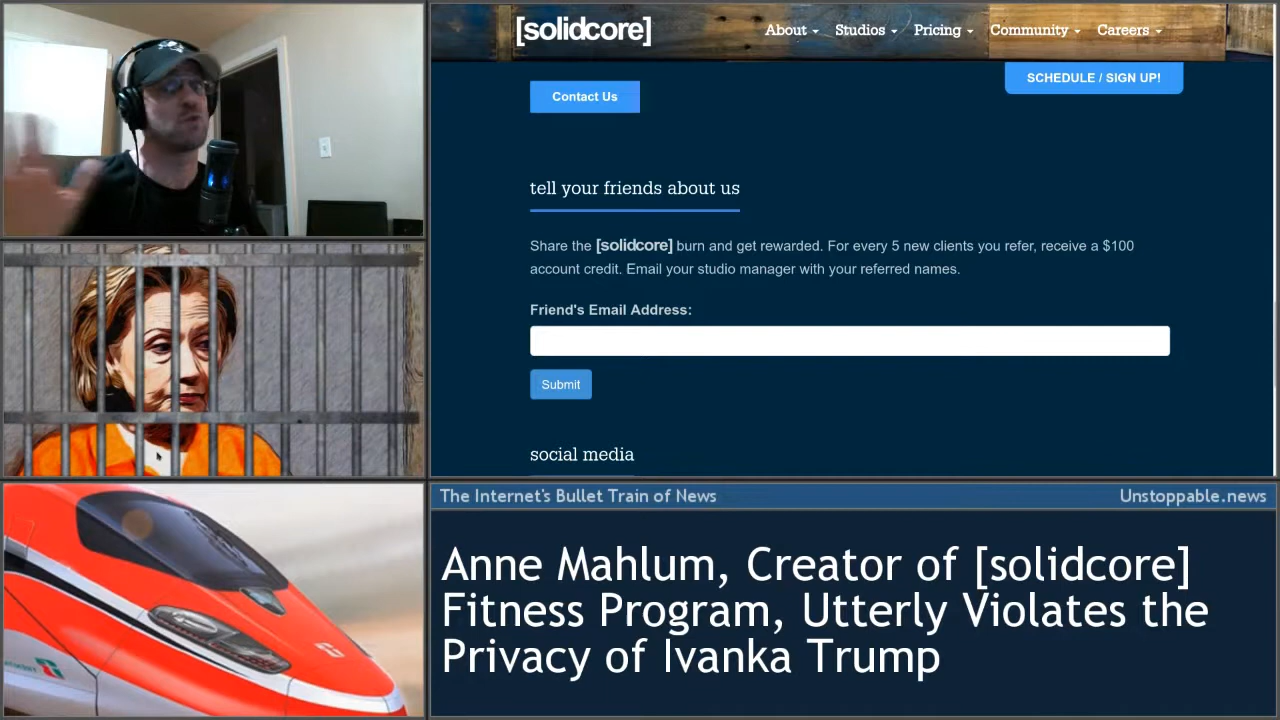 [solidcore]
About Studios Pricing Community Careers
SCHEDULE / SIGN UP!
Contact Us
tell your friends about us
Share the [solidcore] burn and get rewarded. For every 5 new clients you refer, receive a $100
account credit. Email your studio manager with your referred names.
Friend's Email Address:
Submit
social media
The Internet's Bullet Train of News
Unstoppable.news
Anne Mahlum, Creator of [solidcore]
Fitness Program, Utterly Violates the
Privacy of Ivanka Trump